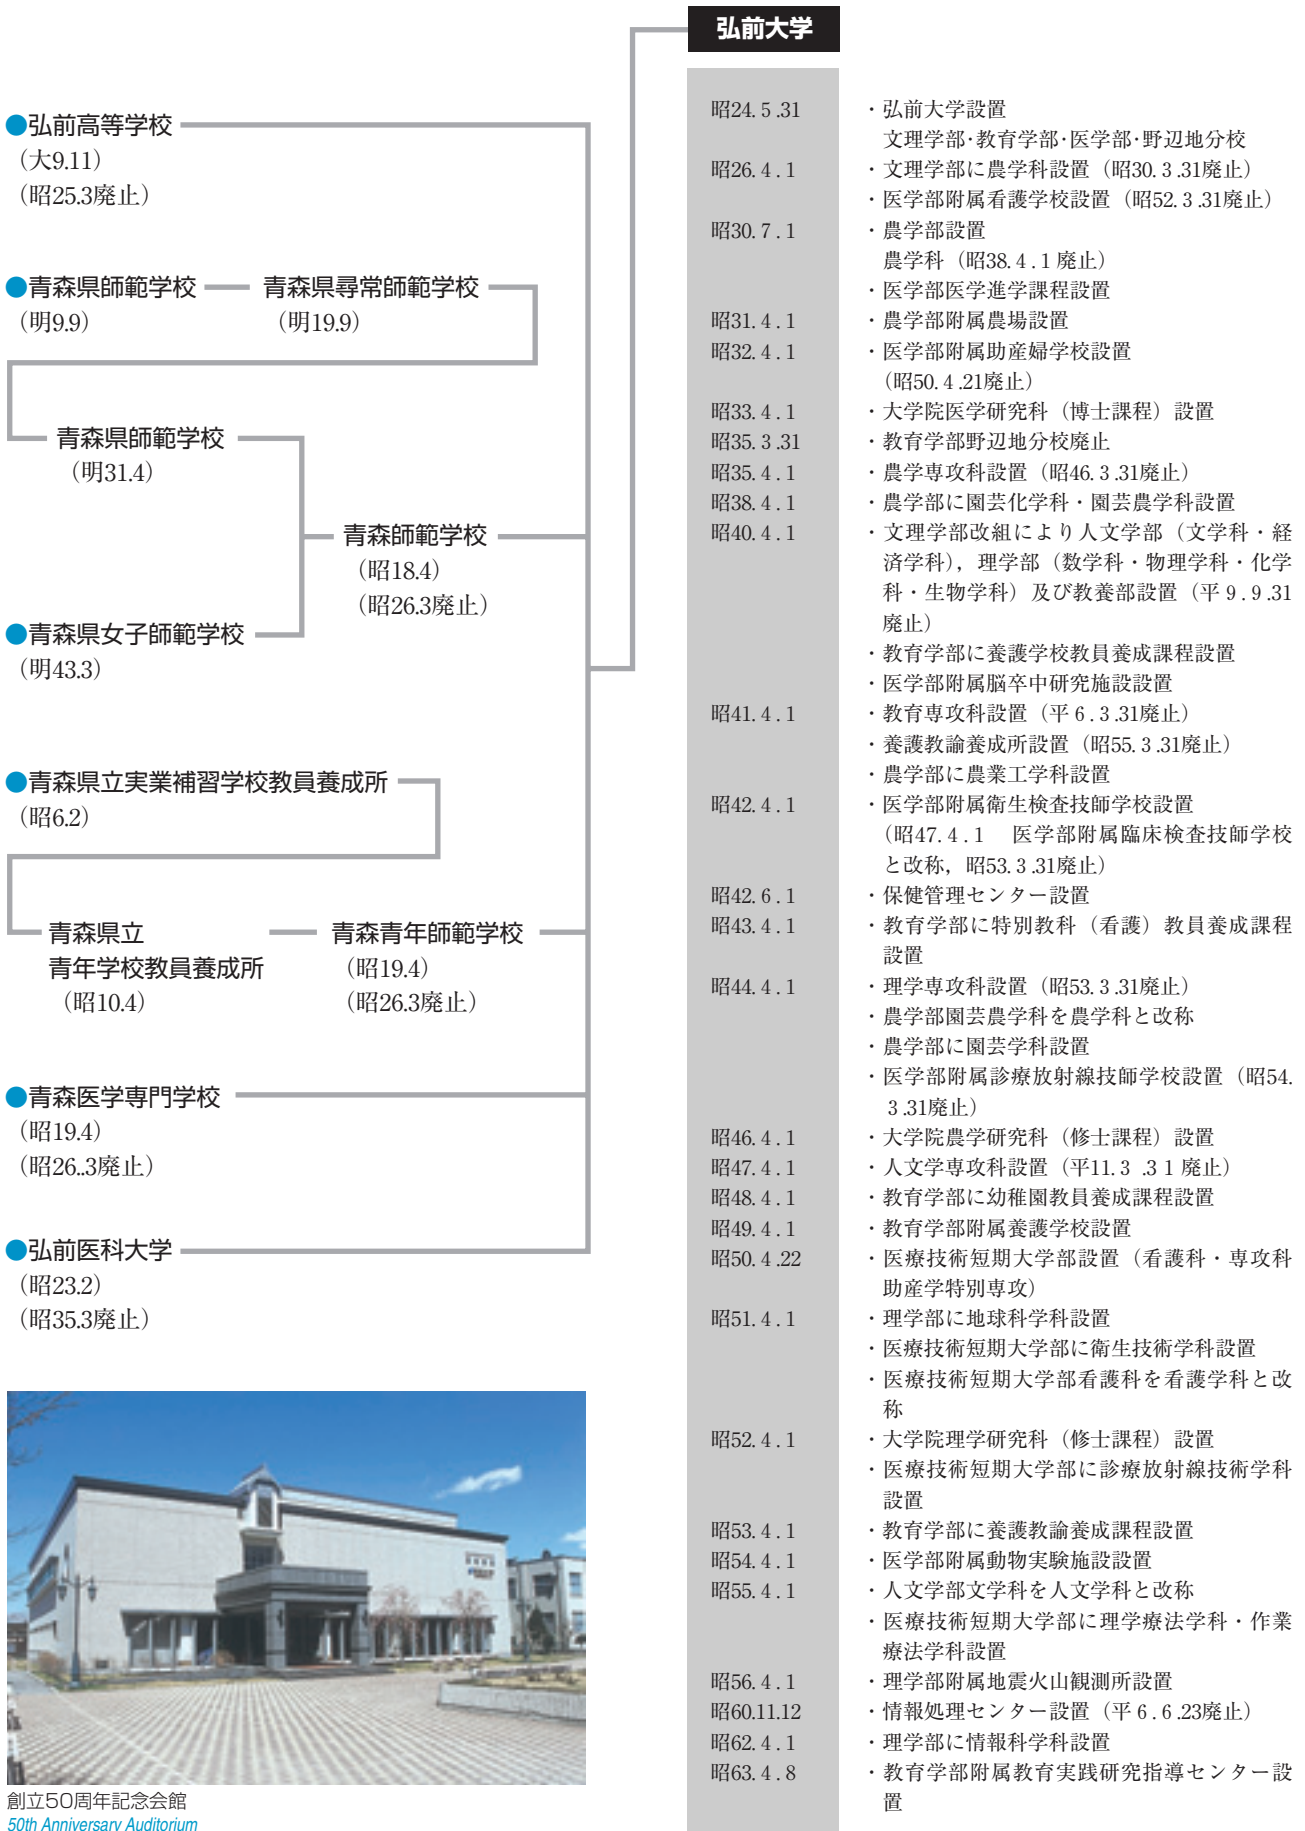 弘前大学
●弘前高等学校
（大9.11）
（昭25.3廃止）
●青森県師範学校 青森県尋常師範学校
（明9.9） （明19.9）
青森県師範学校
（明31.4）
青森師範学校
（昭18.4）
（昭26.3廃止）
●青森県女子師範学校
（明43.3）
●青森県立実業補習学校教員養成所
（昭6.2）
青森県立
青年学校教員養成所
（昭10.4）
青森青年師範学校
（昭19.4）
（昭26.3廃止）
●青森医学専門学校
（昭19.4）
（昭26..3廃止）
●弘前医科大学
（昭23.2）
（昭35.3廃止）
創立50周年記念会館
50th Anniversary Auditorium
昭24.5.31 ・弘前大学設置
文理学部･教育学部･医学部･野辺地分校
昭26.4.1 ・文理学部に農学科設置（昭30.3.31廃止）
・医学部附属看護学校設置（昭52.3.31廃止）
昭30.7.1 ・農学部設置
農学科（昭38.4.1廃止）
・医学部医学進学課程設置
昭31.4.1 ・農学部附属農場設置
昭32.4.1 ・医学部附属助産婦学校設置
（昭50.4.21廃止）
昭33.4.1 ・大学院医学研究科（博士課程）設置
昭35.3.31 ・教育学部野辺地分校廃止
昭35.4.1 ・農学専攻科設置（昭46.3.31廃止）
昭38.4.1 ・農学部に園芸化学科・園芸農学科設置
昭40.4.1 ・文理学部改組により人文学部（文学科・経
済学科），理学部（数学科・物理学科・化学
科・生物学科）及び教養部設置（平9.9.31
廃止）
・教育学部に養護学校教員養成課程設置
・医学部附属脳卒中研究施設設置
昭41.4.1 ・教育専攻科設置（平6.3.31廃止）
・養護教諭養成所設置（昭55.3.31廃止）
・農学部に農業工学科設置
昭42.4.1 ・医学部附属衛生検査技師学校設置
（昭47.4.1　医学部附属臨床検査技師学校
と改称，昭53.3.31廃止）
昭42.6.1 ・保健管理センター設置
昭43.4.1 ・教育学部に特別教科（看護）教員養成課程
設置
昭44.4.1 ・理学専攻科設置（昭53.3.31廃止）
・農学部園芸農学科を農学科と改称
・農学部に園芸学科設置
・医学部附属診療放射線技師学校設置（昭54.
3.31廃止）
昭46.4.1 ・大学院農学研究科（修士課程）設置
昭47.4.1 ・人文学専攻科設置（平11.3.31廃止）
昭48.4.1 ・教育学部に幼稚園教員養成課程設置
昭49.4.1 ・教育学部附属養護学校設置
昭50.4.22 ・医療技術短期大学部設置（看護科・専攻科
助産学特別専攻）
昭51.4.1 ・理学部に地球科学科設置
・医療技術短期大学部に衛生技術学科設置
・医療技術短期大学部看護科を看護学科と改
称
昭52.4.1 ・大学院理学研究科（修士課程）設置
・医療技術短期大学部に診療放射線技術学科
設置
昭53.4.1 ・教育学部に養護教諭養成課程設置
昭54.4.1 ・医学部附属動物実験施設設置
昭55.4.1 ・人文学部文学科を人文学科と改称
・医療技術短期大学部に理学療法学科・作業
療法学科設置
昭56.4.1 ・理学部附属地震火山観測所設置
昭60.11.12 ・情報処理センター設置（平6.6.23廃止）
昭62.4.1 ・理学部に情報科学科設置
昭63.4.8 ・教育学部附属教育実践研究指導センター設
置